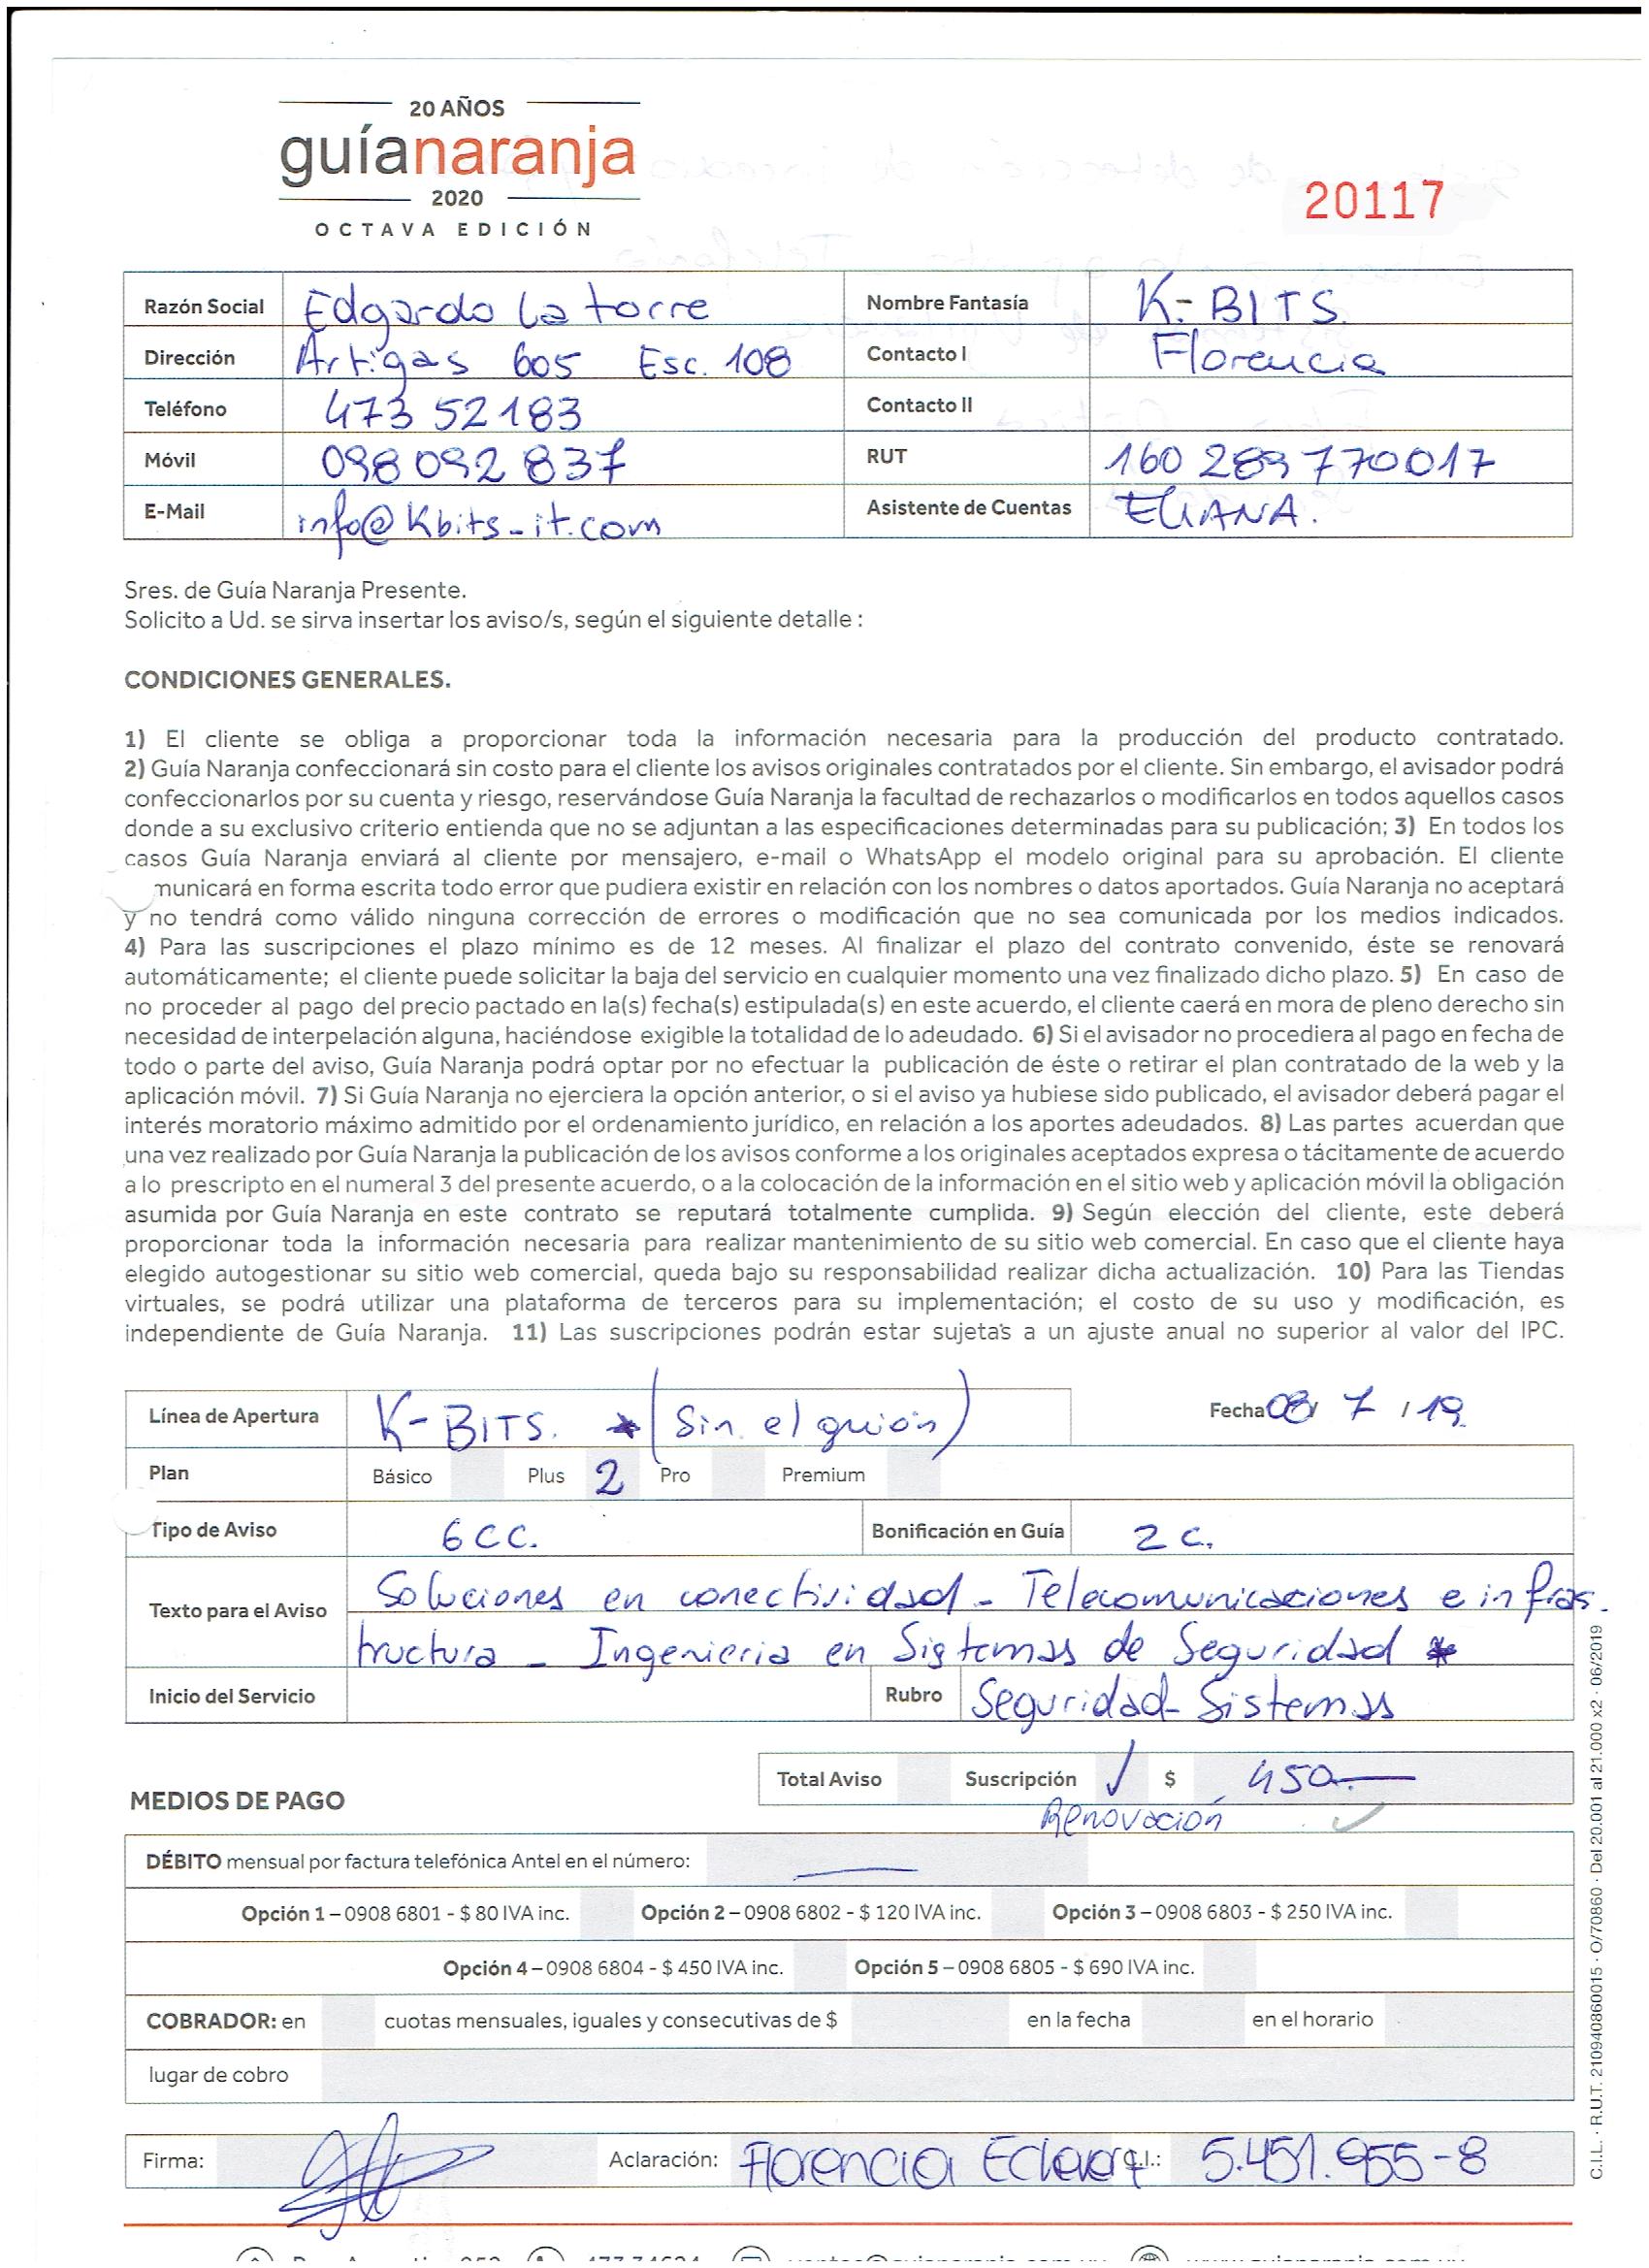 20 AÑOS
guíanaranja
2020
OCTAVA EDICIÓN
20117
Razón Social Edgardo Latorre Nombre Fantasía K-BITS.
Dirección Artigas 605 Esc. 108 Contacto I Florencia
Teléfono 473 52183 Contacto II
Móvil 098 092 837 RUT 160289770017
E-Mail info@Kbits-it.com Asistente de Cuentas ELIANA.
Sres. de Guía Naranja Presente.
Solicito a Ud. se sirva insertar los aviso/s, según el siguiente detalle :
CONDICIONES GENERALES.
1) El cliente se obliga a proporcionar toda la información necesaria para la producción del producto contratado.
2) Guía Naranja confeccionará sin costo para el cliente los avisos originales contratados por el cliente. Sin embargo, el avisador podrá
confeccionarlos por su cuenta y riesgo, reservándose Guía Naranja la facultad de rechazarlos o modificarlos en todos aquellos casos
donde a su exclusivo criterio entienda que no se adjuntan a las especificaciones determinadas para su publicación; 3) En todos los
casos Guía Naranja enviará al cliente por mensajero, e-mail o WhatsApp el modelo original para su aprobación. El cliente
municará en forma escrita todo error que pudiera existir en relación con los nombres o datos aportados. Guía Naranja no aceptará
y no tendrá como válido ninguna corrección de errores o modificación que no sea comunicada por los medios indicados.
4) Para las suscripciones el plazo mínimo es de 12 meses. Al finalizar el plazo del contrato convenido, éste se renovará
automáticamente; el cliente puede solicitar la baja del servicio en cualquier momento una vez finalizado dicho plazo. 5) En caso de
no proceder al pago del precio pactado en la(s) fecha(s) estipulada(s) en este acuerdo, el cliente caerá en mora de pleno derecho sin
necesidad de interpelación alguna, haciéndose exigible la totalidad de lo adeudado. 6) Si el avisador no procediera al pago en fecha de
todo o parte del aviso, Guía Naranja podrá optar por no efectuar la publicación de éste o retirar el plan contratado de la web y la
aplicación móvil. 7) Si Guía Naranja no ejerciera la opción anterior, o si el aviso ya hubiese sido publicado, el avisador deberá pagar el
interés moratorio máximo admitido por el ordenamiento jurídico, en relación a los aportes adeudados. 8) Las partes acuerdan que
una vez realizado por Guía Naranja la publicación de los avisos conforme a los originales aceptados expresa o tácitamente de acuerdo
a lo prescripto en el numeral 3 del presente acuerdo, o a la colocación de la información en el sitio web y aplicación móvil la obligación
asumida por Guía Naranja en este contrato se reputará totalmente cumplida. 9) Según elección del cliente, este deberá
proporcionar toda la información necesaria para realizar mantenimiento de su sitio web comercial. En caso que el cliente haya
elegido autogestionar su sitio web comercial, queda bajo su responsabilidad realizar dicha actualización. 10) Para las Tiendas
virtuales, se podrá utilizar una plataforma de terceros para su implementación; el costo de su uso y modificación, es
independiente de Guía Naranja. 11) Las suscripciones podrán estar sujetas a un ajuste anual no superior al valor del IPC.
Línea de Apertura K-BITS. * (Sin el guión) Fecha 08/ 7 / 19.
Plan Básico Plus 2 Pro Premium
Tipo de Aviso 6 CC. Bonificación en Guía 2 C.
Texto para el Aviso Soluciones en conectividad - Telecomunicaciones e infras-
tructura - Ingenieria en Sistemas de Seguridad *
Inicio del Servicio Rubro Seguridad - Sistemas
Total Aviso Suscripción ✓ $ 450.-
MEDIOS DE PAGO Renovación ✓
DÉBITO mensual por factura telefónica Antel en el número:
Opción 1 – 0908 6801 - $ 80 IVA inc. Opción 2 – 0908 6802 - $ 120 IVA inc. Opción 3 – 0908 6803 - $ 250 IVA inc.
Opción 4 – 0908 6804 - $ 450 IVA inc. Opción 5 – 0908 6805 - $ 690 IVA inc.
COBRADOR: en cuotas mensuales, iguales y consecutivas de $ en la fecha en el horario
lugar de cobro
Firma: Aclaración: Florencia C.I.: 5.451.955-8
C.I.L. · R.U.T. 210940860015 · O/70860 · Del 20.001 al 21.000 x2 · 06/2019